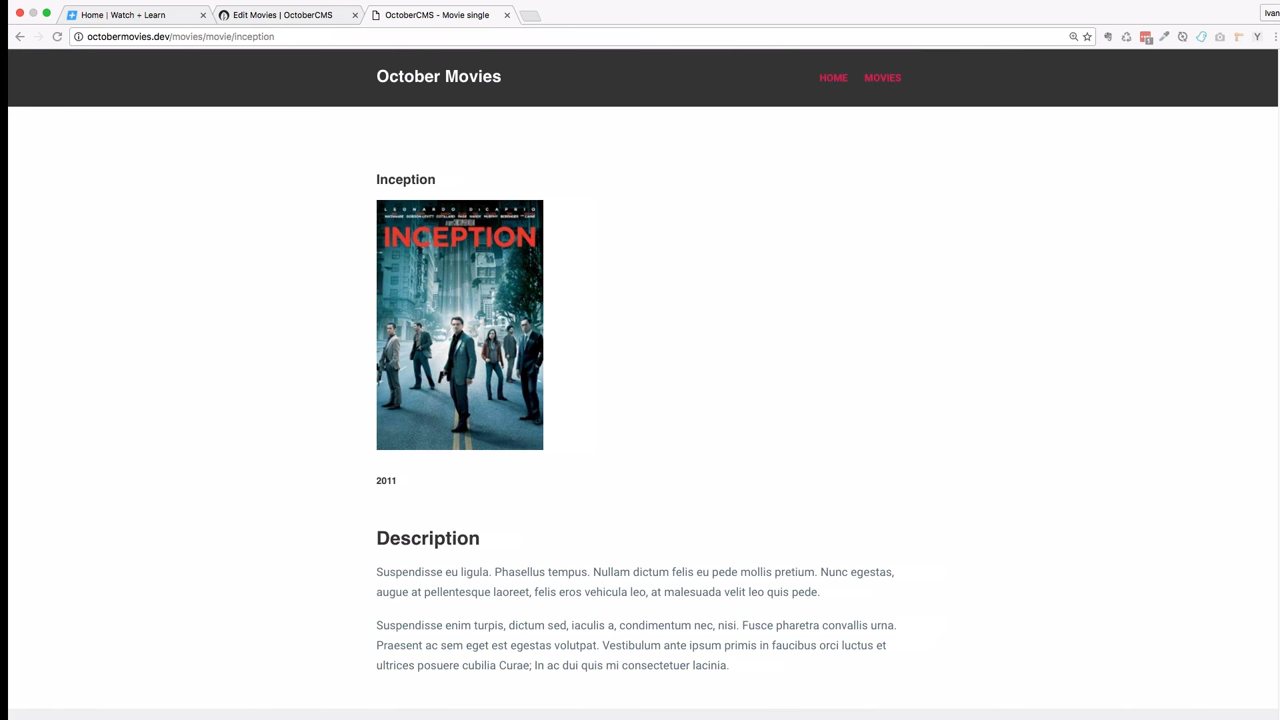 Home | Watch + Learn
Edit Movies | OctoberCMS
OctoberCMS - Movie single
Ivan
octobermovies.dev/movies/movie/inception
October Movies
HOME
MOVIES
Inception
LEONARDO DiCAPRIO
INCEPTION
2011
Description
Suspendisse eu ligula. Phasellus tempus. Nullam dictum felis eu pede mollis pretium. Nunc egestas,
augue at pellentesque laoreet, felis eros vehicula leo, at malesuada velit leo quis pede.
Suspendisse enim turpis, dictum sed, iaculis a, condimentum nec, nisi. Fusce pharetra convallis urna.
Praesent ac sem eget est egestas volutpat. Vestibulum ante ipsum primis in faucibus orci luctus et
ultrices posuere cubilia Curae; In ac dui quis mi consectetuer lacinia.